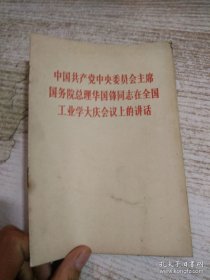 中国共产党中央委员会主席
国务院总理华国锋同志在全国
工业学大庆会议上的讲话